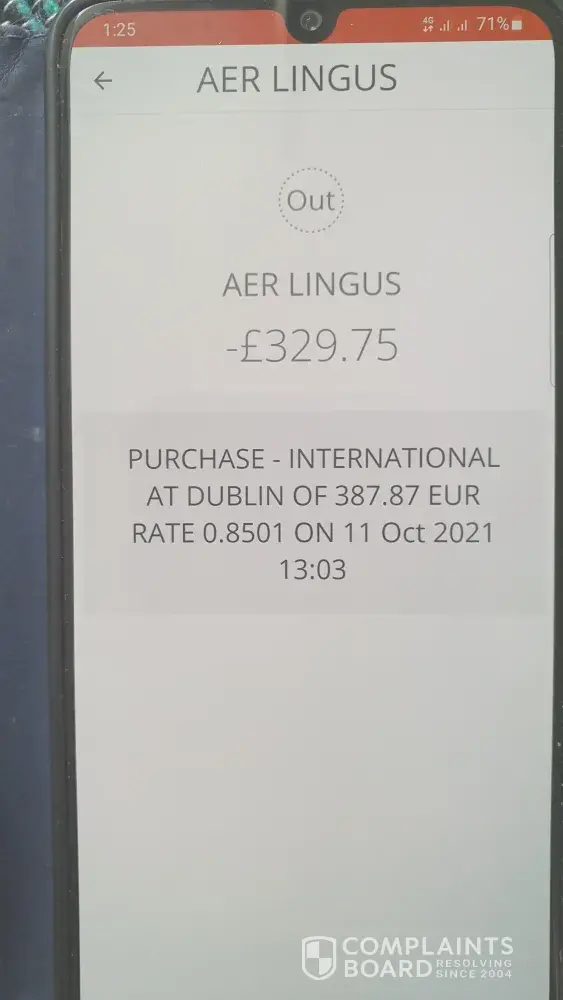 1:25
4G
71%
AER LINGUS
Out
AER LINGUS
-£329.75
PURCHASE - INTERNATIONAL
AT DUBLIN OF 387.87 EUR
RATE 0.8501 ON 11 Oct 2021
13:03
COMPLAINTS
BOARD RESOLVING
SINCE 2004